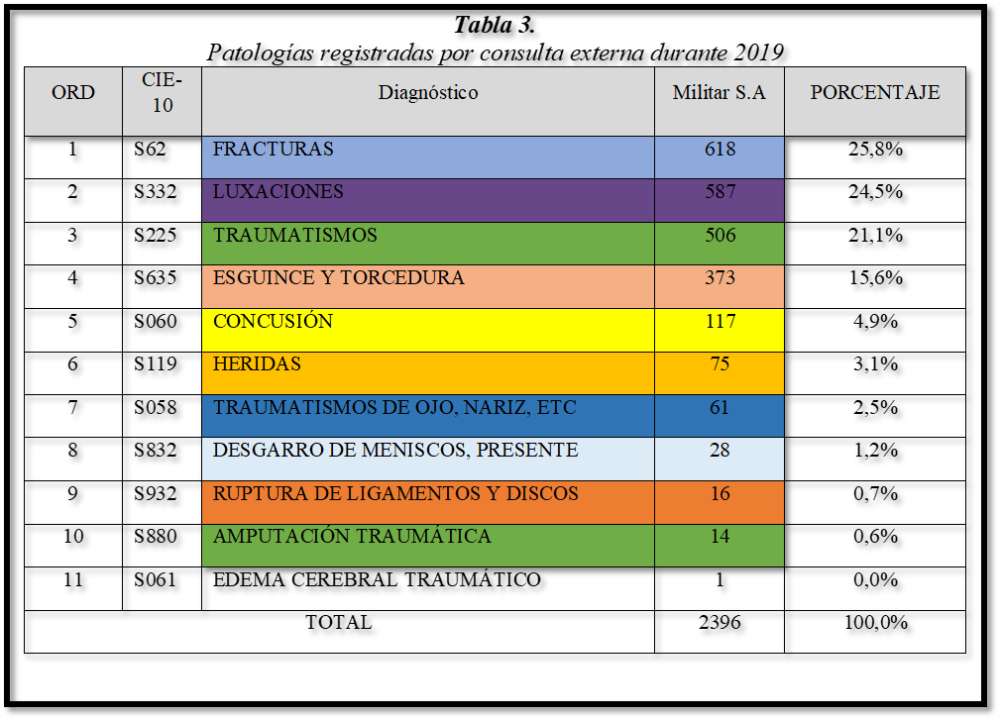 Tabla 3.
Patologías registradas por consulta externa durante 2019
ORD CIE-10 Diagnóstico Militar S.A PORCENTAJE
1 S62 FRACTURAS 618 25,8%
2 S332 LUXACIONES 587 24,5%
3 S225 TRAUMATISMOS 506 21,1%
4 S635 ESGUINCE Y TORCEDURA 373 15,6%
5 S060 CONCUSIÓN 117 4,9%
6 S119 HERIDAS 75 3,1%
7 S058 TRAUMATISMOS DE OJO, NARIZ, ETC 61 2,5%
8 S832 DESGARRO DE MENISCOS, PRESENTE 28 1,2%
9 S932 RUPTURA DE LIGAMENTOS Y DISCOS 16 0,7%
10 S880 AMPUTACIÓN TRAUMÁTICA 14 0,6%
11 S061 EDEMA CEREBRAL TRAUMÁTICO 1 0,0%
TOTAL 2396 100,0%